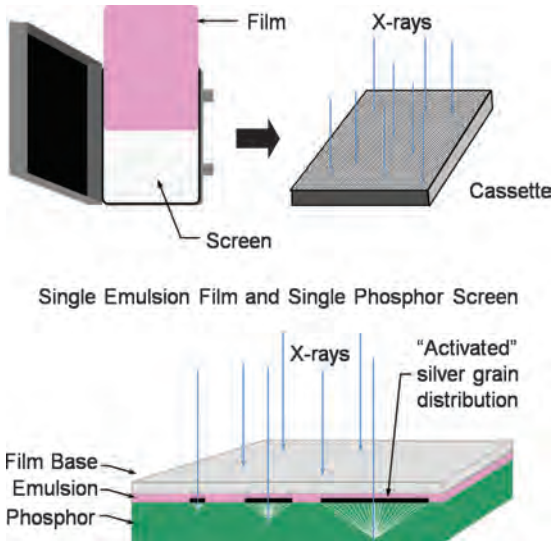 Film
X-rays
Screen
Cassette
Single Emulsion Film and Single Phosphor Screen
X-rays
"Activated"
silver grain
distribution
Film Base
Emulsion
Phosphor